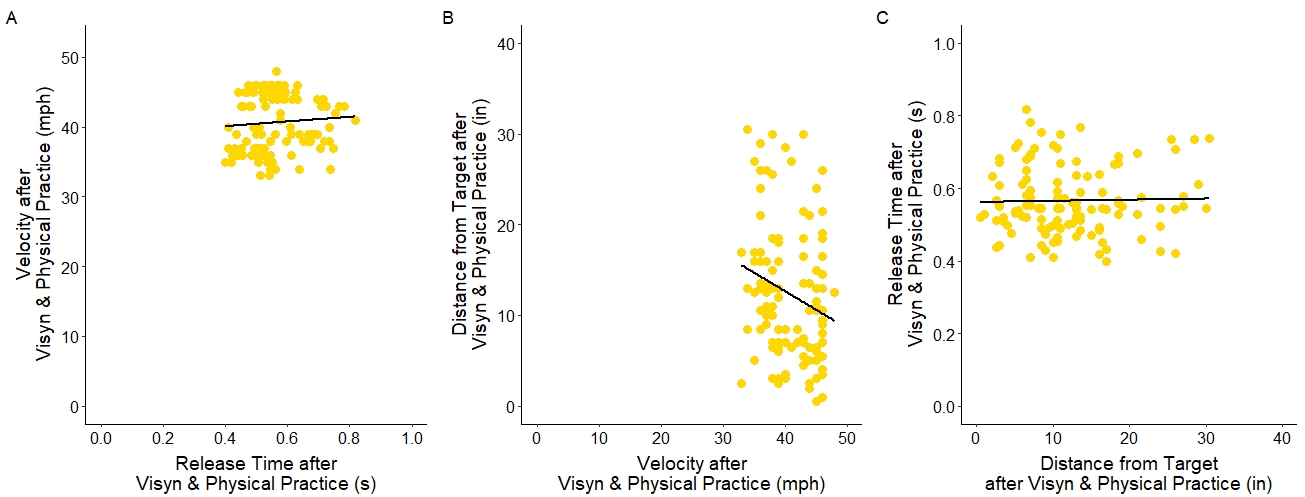 A
Velocity after
Visyn & Physical Practice (mph)
50
40
30
20
10
0
0.0 0.2 0.4 0.6 0.8 1.0
Release Time after
Visyn & Physical Practice (s)
B
Distance from Target after
Visyn & Physical Practice (in)
40
30
20
10
0
0 10 20 30 40 50
Velocity after
Visyn & Physical Practice (mph)
C
Release Time after
Visyn & Physical Practice (s)
1.0
0.8
0.6
0.4
0.2
0.0
0 10 20 30 40
Distance from Target
after Visyn & Physical Practice (in)